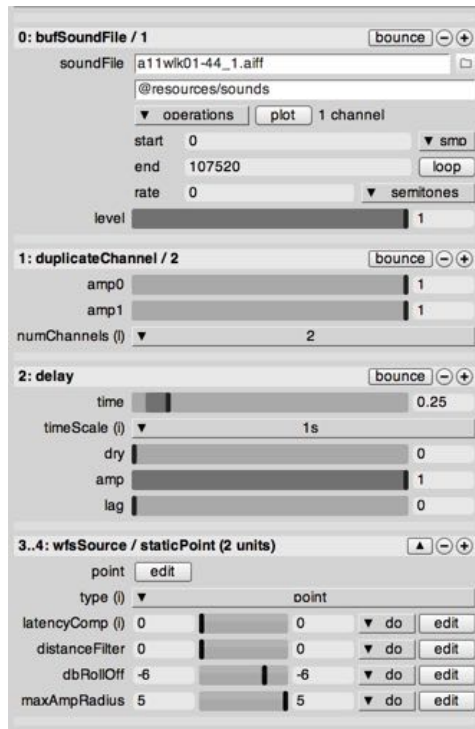 0: bufSoundFile / 1 bounce
soundFile a11wlk01-44_1.aiff
@resources/sounds
▼ operations plot 1 channel
start 0 ▼ smp
end 107520 loop
rate 0 ▼ semitones
level 1
1: duplicateChannel / 2 bounce
amp0 1
amp1 1
numChannels (i) ▼ 2
2: delay bounce
time 0.25
timeScale (i) ▼ 1s
dry 0
amp 1
lag 0
3..4: wfsSource / staticPoint (2 units) ▲
point edit
type (i) ▼ point
latencyComp (i) 0 0 ▼ do edit
distanceFilter 0 0 ▼ do edit
dbRollOff -6 -6 ▼ do edit
maxAmpRadius 5 5 ▼ do edit